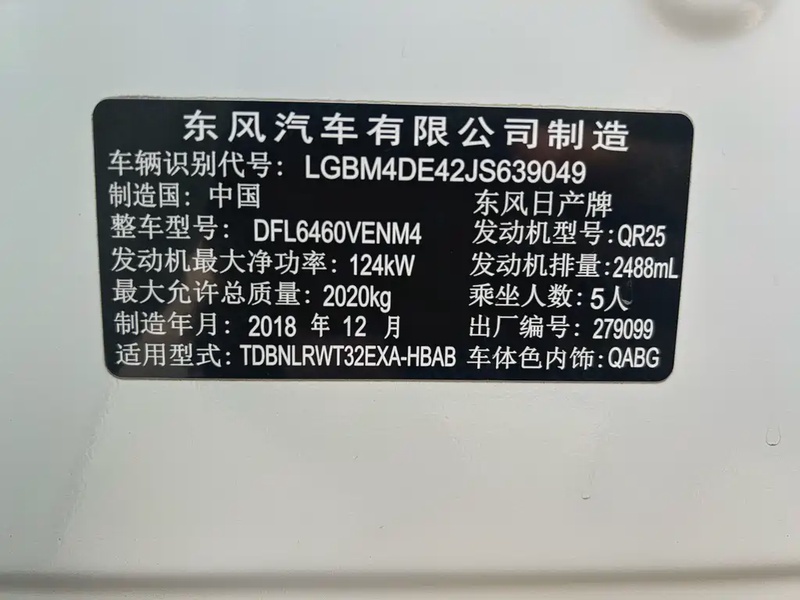 东风汽车有限公司制造
车辆识别代号: LGBM4DE42JS639049
制造国: 中国 东风日产牌
整车型号: DFL6460VENM4 发动机型号:QR25
发动机最大净功率: 124kW 发动机排量:2488mL
最大允许总质量: 2020kg 乘坐人数:5人
制造年月: 2018 年 12 月 出厂编号: 279099
适用型式: TDBNLRWT32EXA-HBAB 车体色内饰:QABG